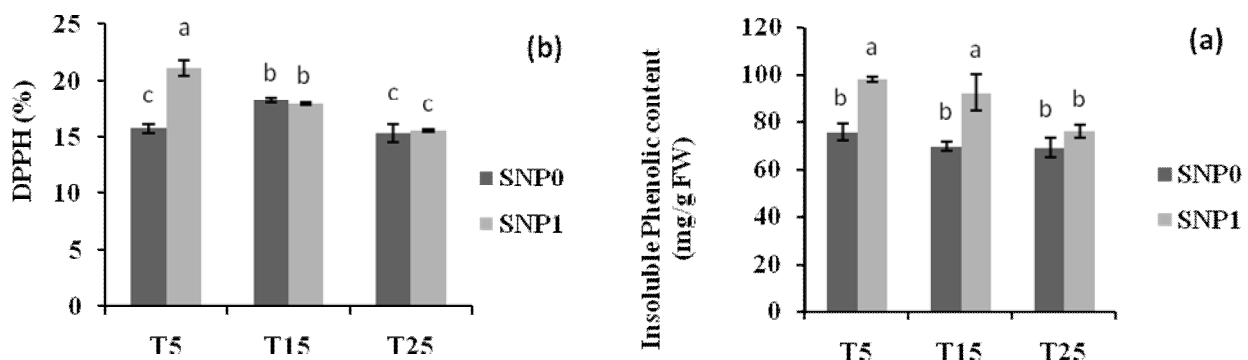 DPPH (%)
25
20
15
10
5
0
a
c
b
b
c
c
(b)
SNP0
SNP1
T5
T15
T25
Insoluble Phenolic content
(mg/g FW)
120
100
80
60
40
20
0
a
b
a
b
b
b
(a)
SNP0
SNP1
T5
T15
T25